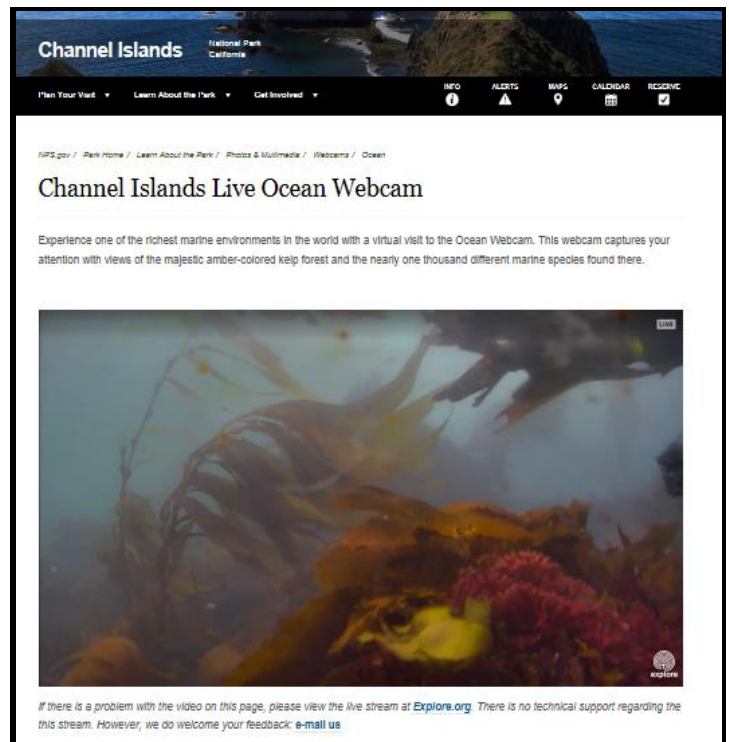 Channel Islands
National Park
California
Plan Your Visit
Learn About the Park
Get Involved
INFO
ALERTS
MAPS
CALENDAR
RESERVE
NPS.gov / Park Home / Learn About the Park / Photos & Multimedia / Webcams / Ocean
Channel Islands Live Ocean Webcam
Experience one of the richest marine environments in the world with a virtual visit to the Ocean Webcam. This webcam captures your
attention with views of the majestic amber-colored kelp forest and the nearly one thousand different marine species found there.
LIVE
explore
If there is a problem with the video on this page, please view the live stream at Explore.org. There is no technical support regarding the
this stream. However, we do welcome your feedback: e-mail us